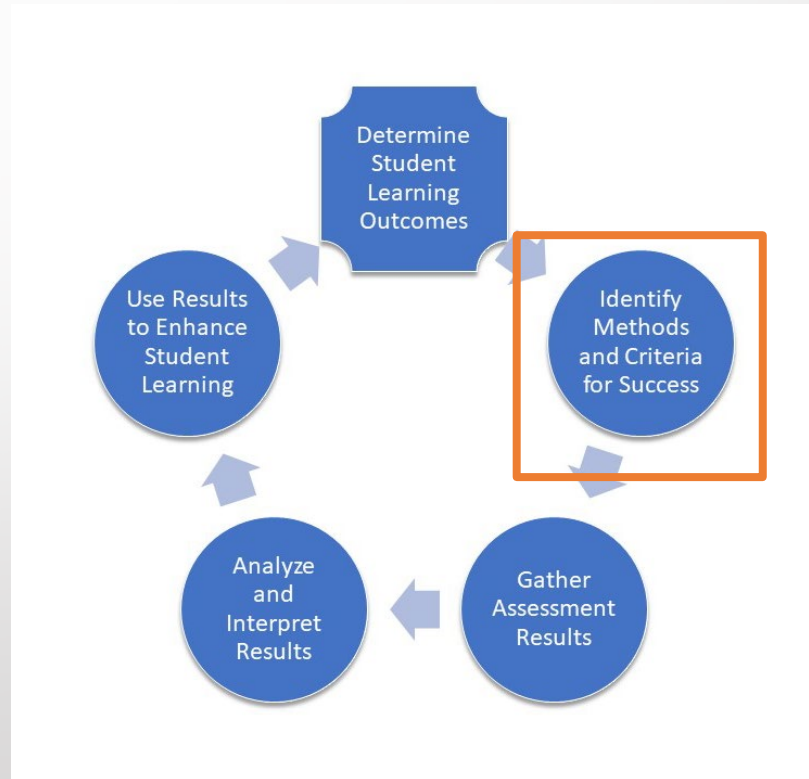 Determine
Student
Learning
Outcomes
Identify
Methods
and Criteria
for Success
Gather
Assessment
Results
Analyze
and
Interpret
Results
Use Results
to Enhance
Student
Learning